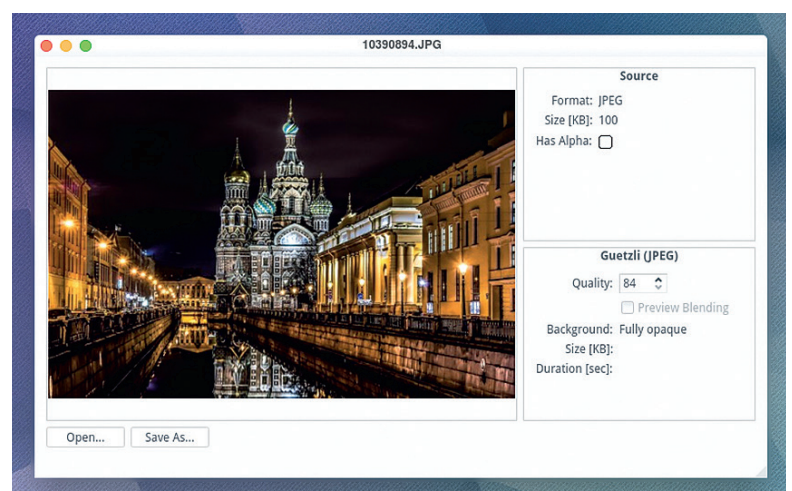 10390894.JPG
Source
Format: JPEG
Size [KB]: 100
Has Alpha:
Guetzli (JPEG)
Quality: 84
Preview Blending
Background: Fully opaque
Size [KB]:
Duration [sec]:
Open... Save As...